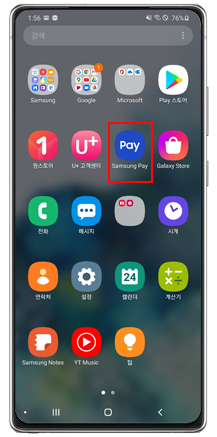 1:56
76%
검색
Samsung
Google
1
Microsoft
Play 스토어
1
U+
Pay
원스토어
U+ 고객센터
Samsung Pay
Galaxy Store
전화
메시지
시계
24
연락처
설정
캘린더
계산기
Samsung Notes
YT Music
팁